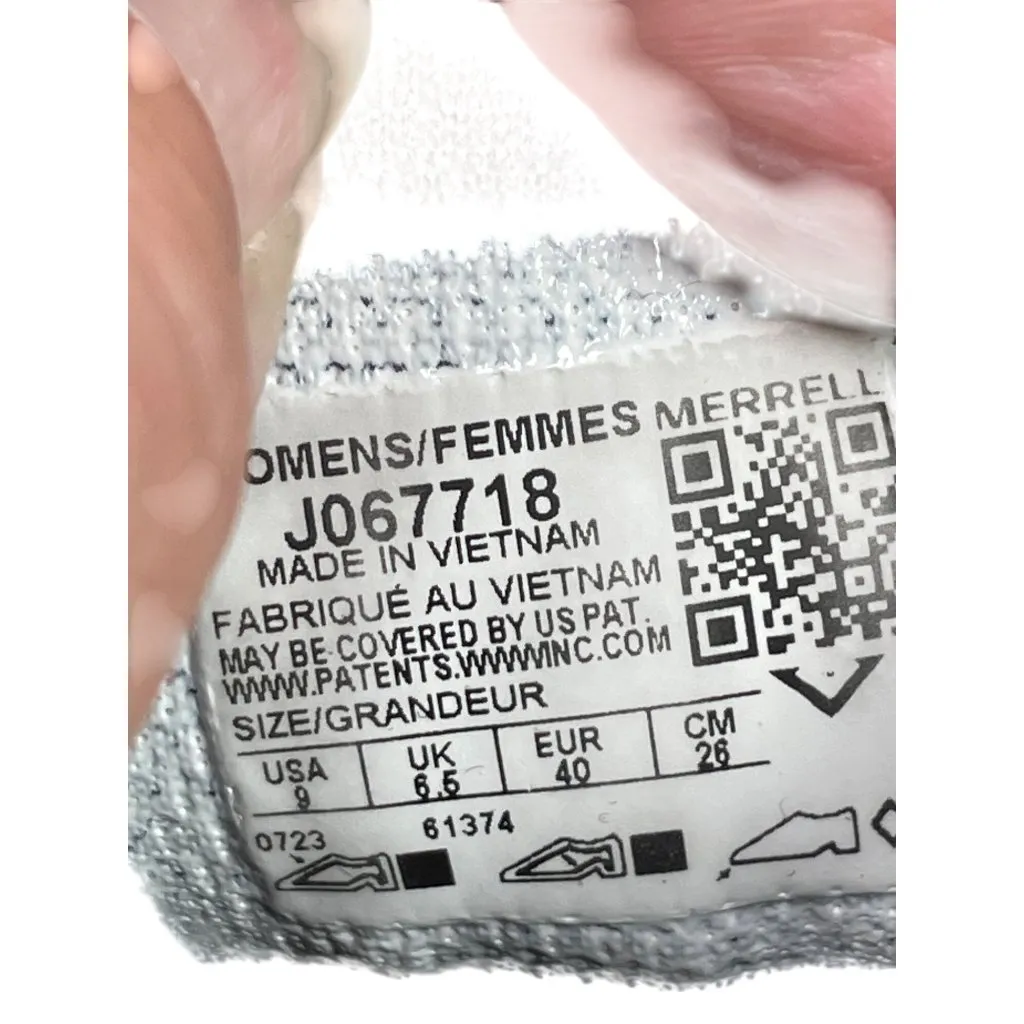 OMENS/FEMMES
MERRELL
J067718
MADE IN VIETNAM
FABRIQUÉ AU VIETNAM
MAY BE COVERED BY US PAT.
WWW.PATENTS.WWWINC.COM
SIZE/GRANDEUR
USA UK EUR CM
9 6.5 40 26
0723 61374